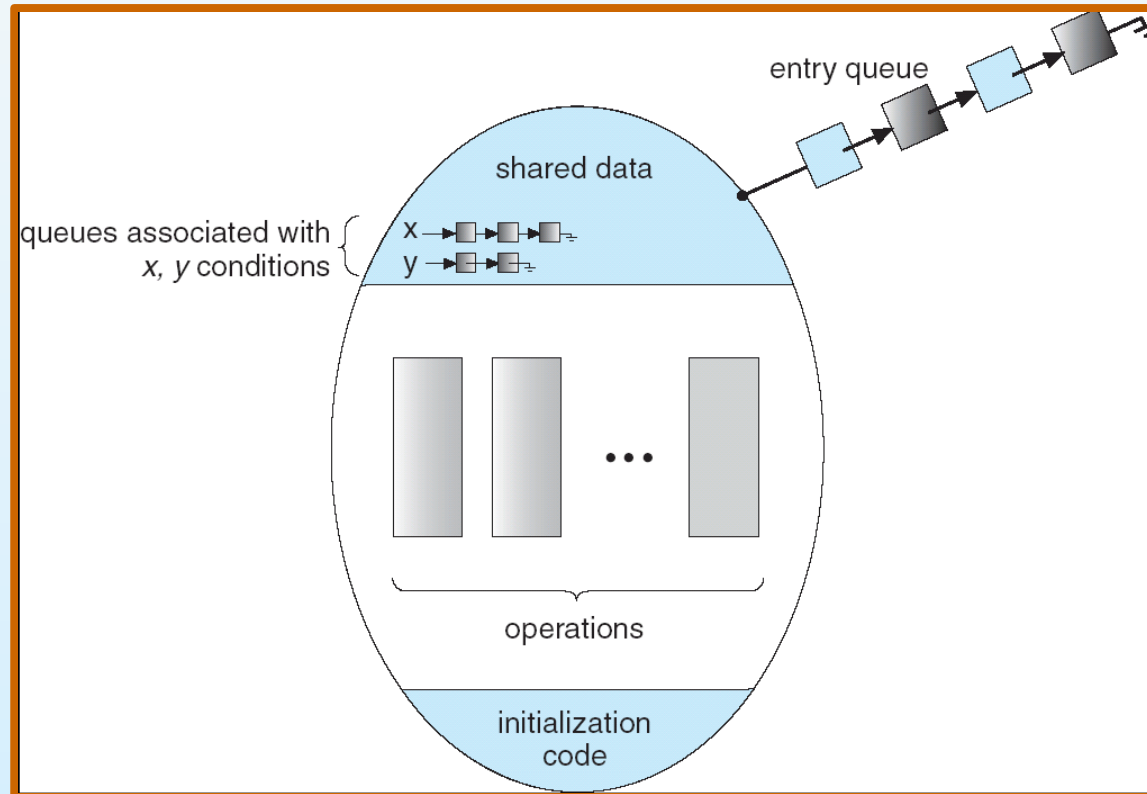 entry queue
shared data
queues associated with
x, y conditions
x
y
...
operations
initialization
code